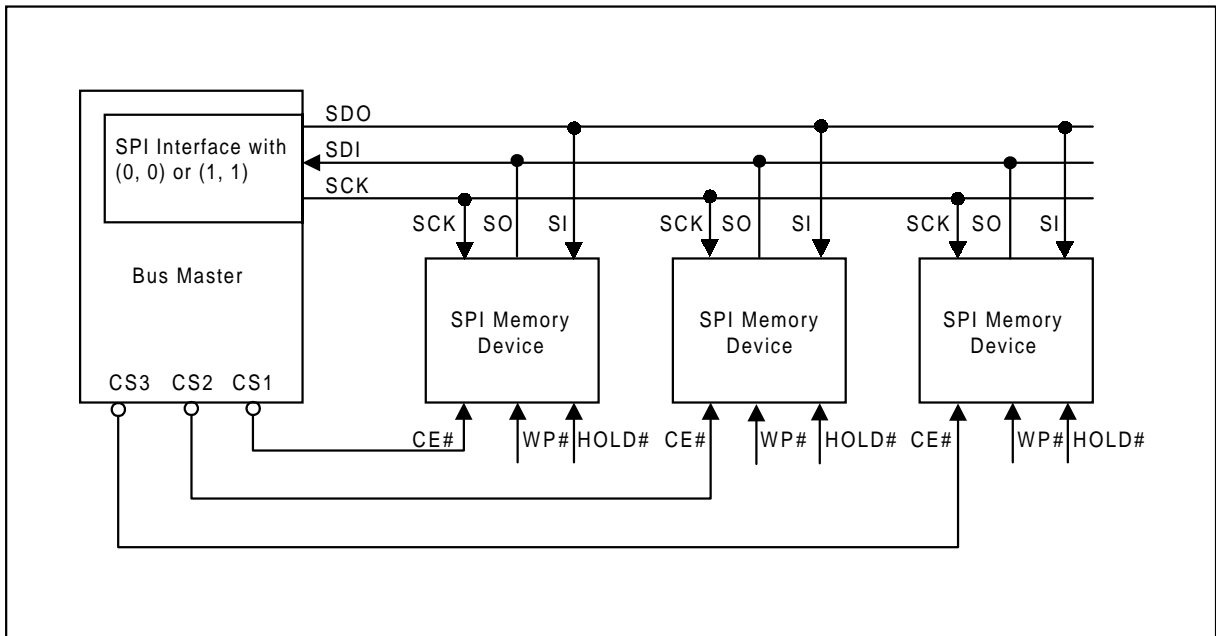 SDO
SPI Interface with
(0, 0) or (1, 1)
SDI
SCK
SCK SO SI
SCK SO SI
SCK SO SI
Bus Master
SPI Memory
Device
SPI Memory
Device
SPI Memory
Device
CS3 CS2 CS1
CE# WP# HOLD#
CE# WP# HOLD#
CE# WP# HOLD#